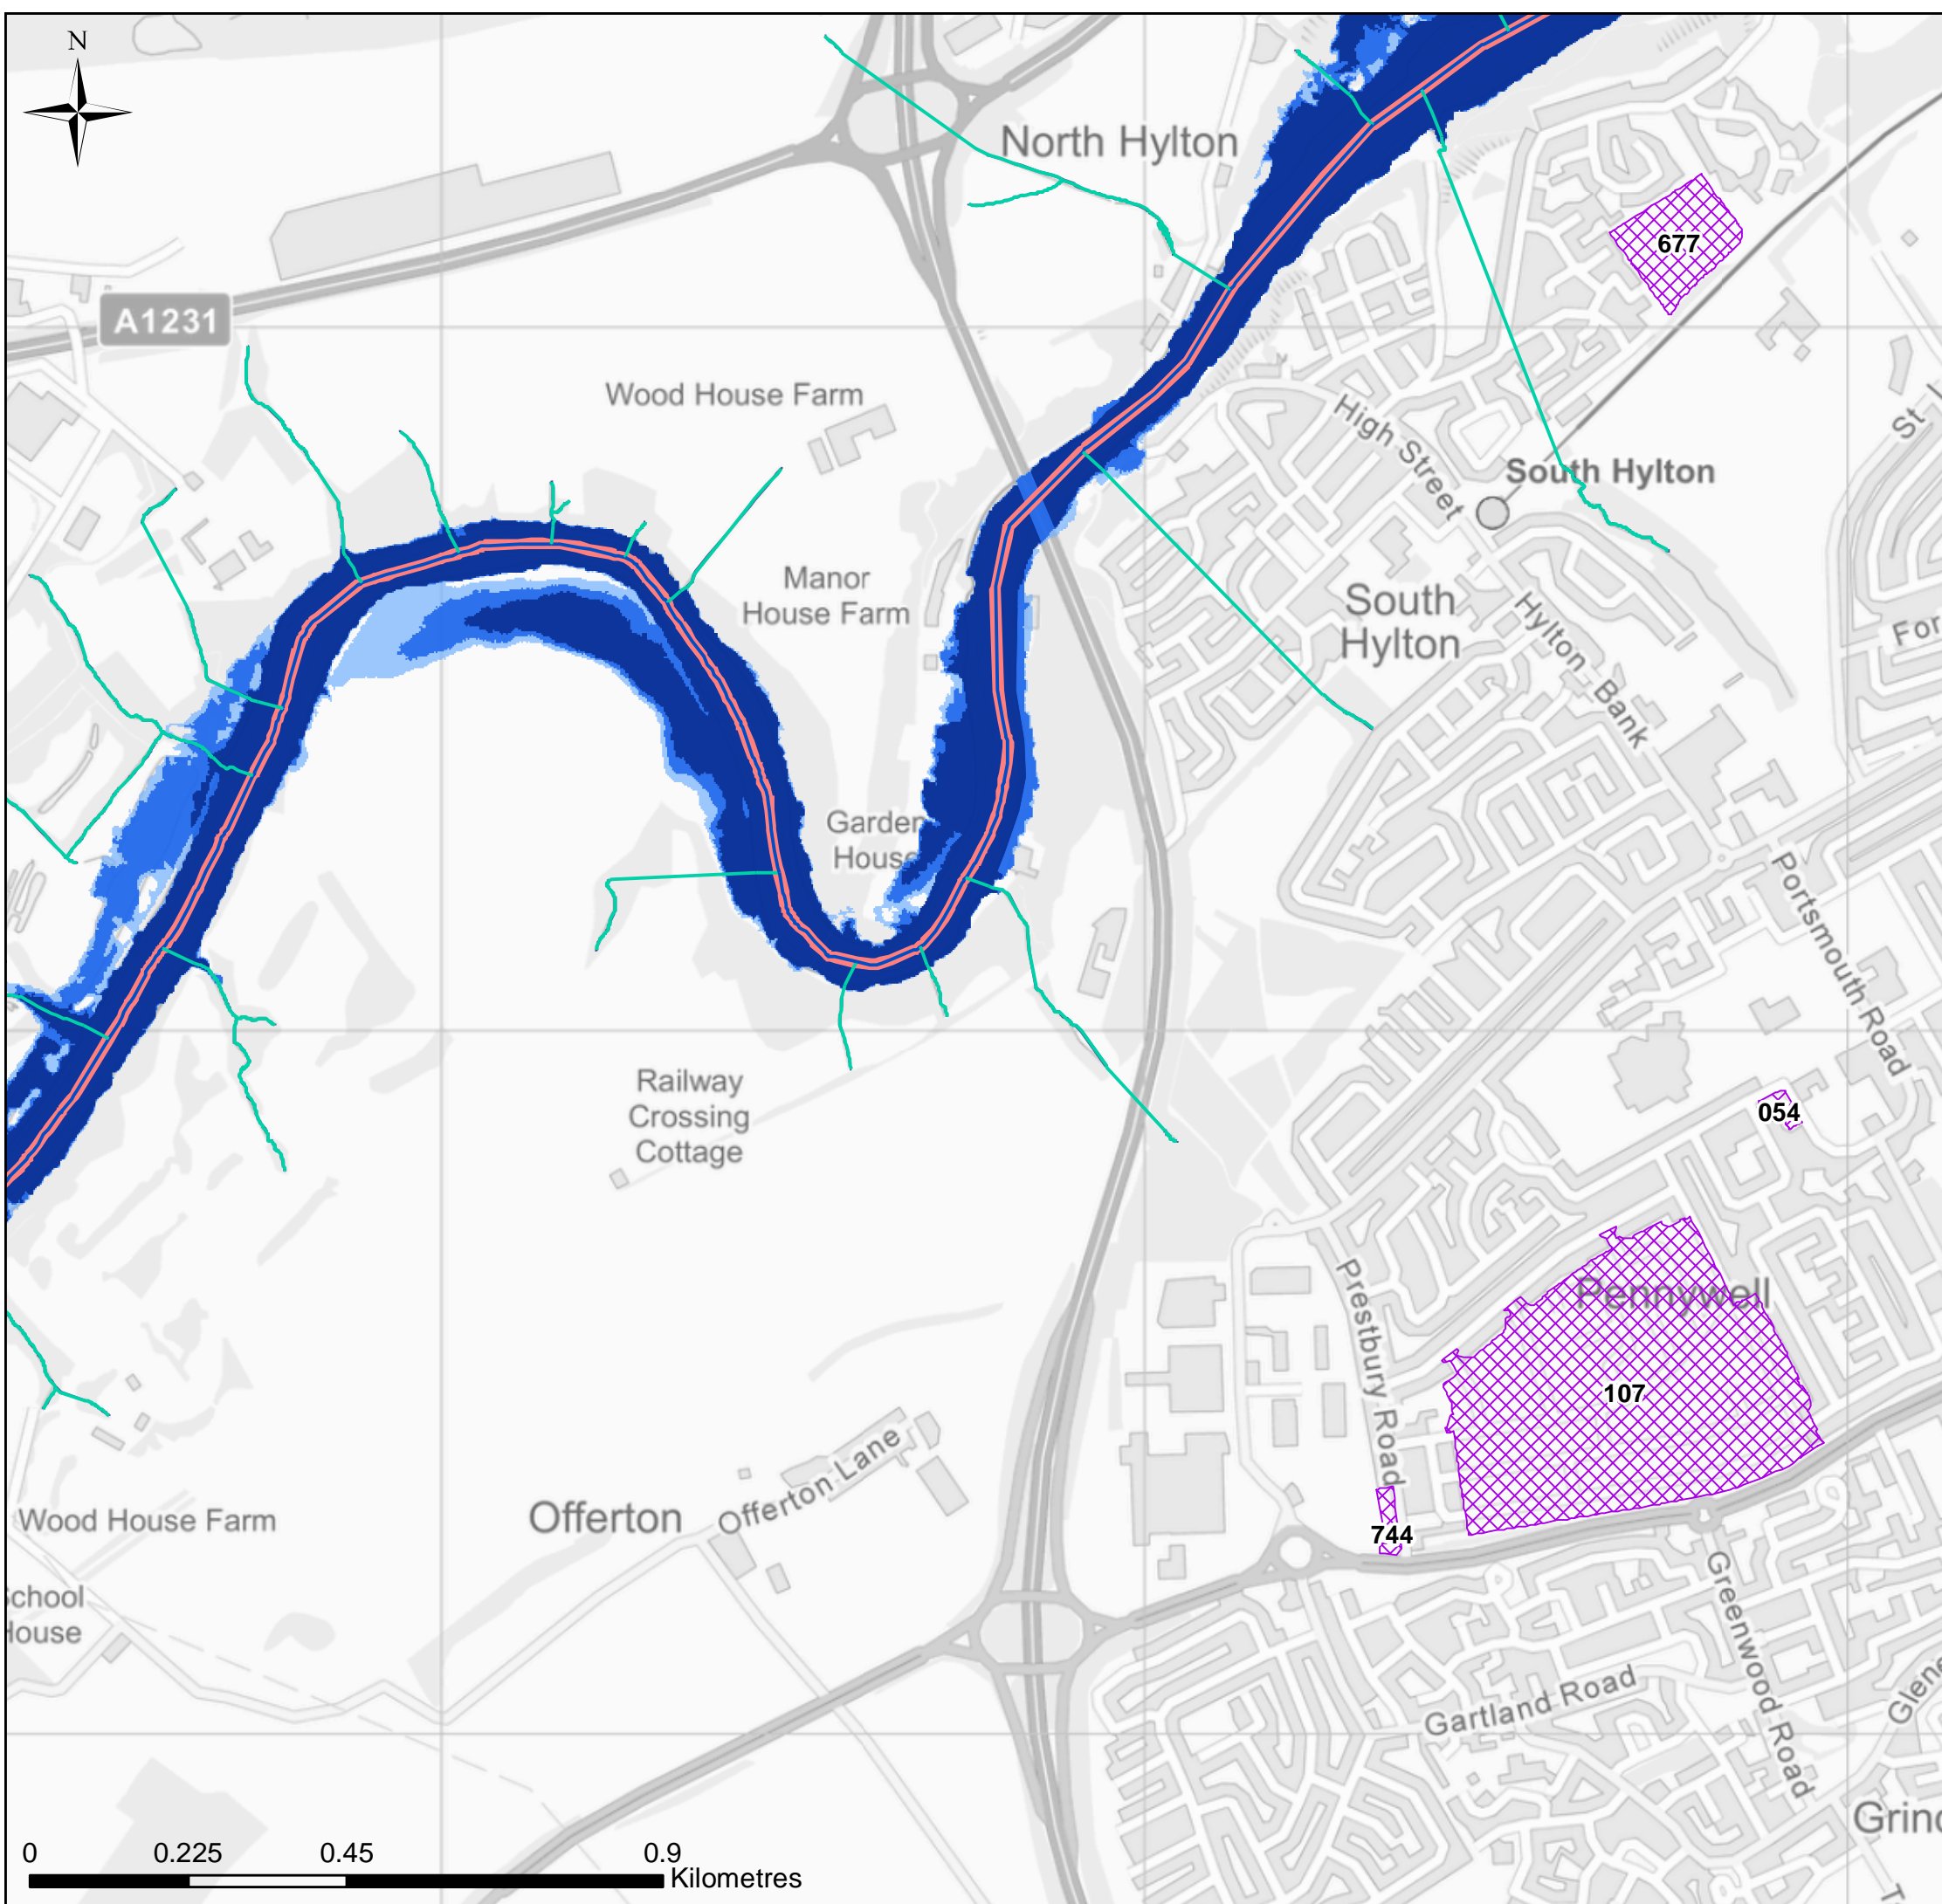 N
North Hylton
677
A1231
Wood House Farm
High Street
St
South Hylton
Manor
House Farm
South
Hylton
Hylton Bank
For
Garden
House
Portsmouth Road
Railway
Crossing
Cottage
054
Pennywell
Prestbury Road
107
Offerton Lane
Wood House Farm
Offerton
744
School
House
Greenwood Road
Gartland Road
Glene
Grind
0 0.225 0.45 0.9
Kilometres